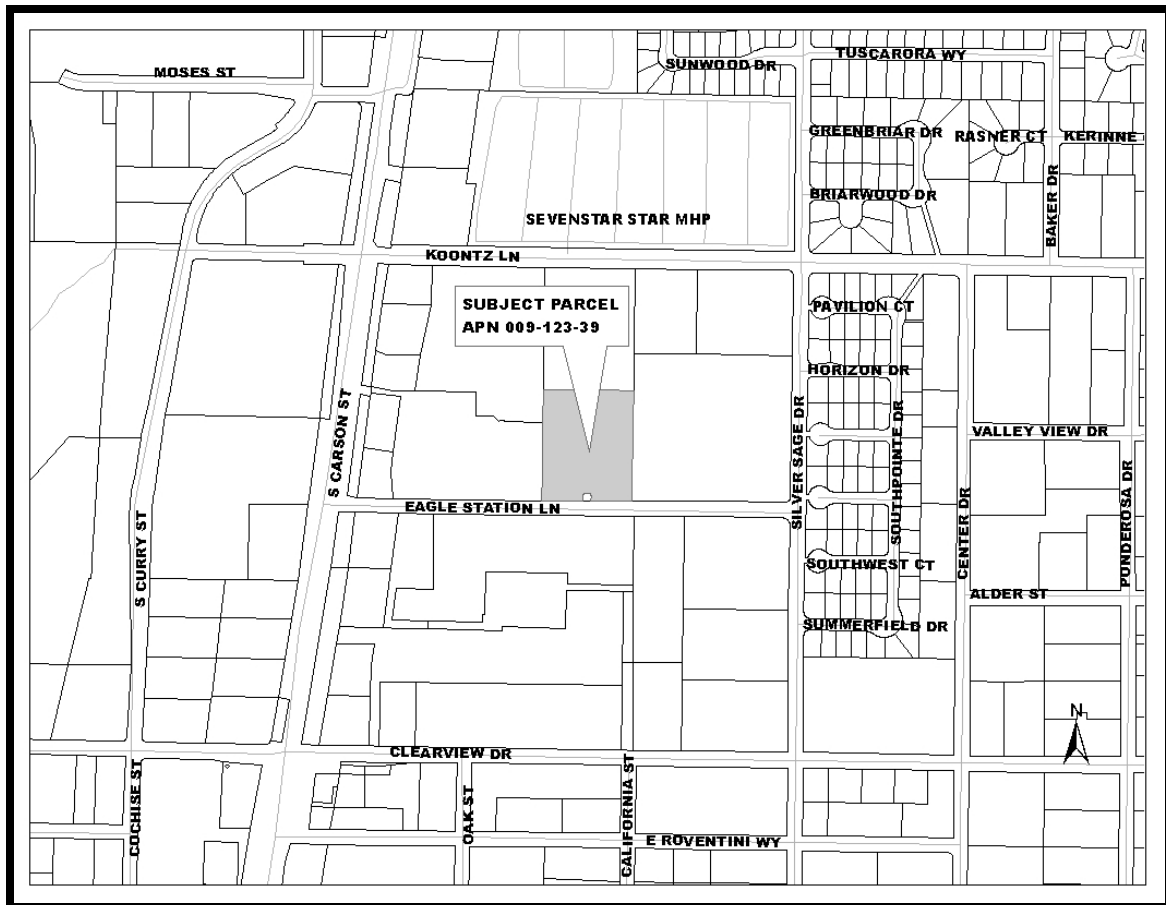 MOSES ST
SUNWOOD DR
TUSCARORA WY
GREENBRIAR DR
RASNER CT
KERINNE
BRIARWOOD DR
BAKER DR
SEVENSTAR STAR MHP
KOONTZ LN
SUBJECT PARCEL
APN 009-123-39
PAVILION CT
HORIZON DR
S CARSON ST
SILVER SAGE DR
SOUTHPOINTE DR
VALLEY VIEW DR
EAGLE STATION LN
S CURRY ST
CENTER DR
PONDEROSA DR
SOUTHWEST CT
ALDER ST
SUMMERFIELD DR
N
CLEARVIEW DR
COCHISE ST
OAK ST
CALIFORNIA ST
E ROVENTINI WY